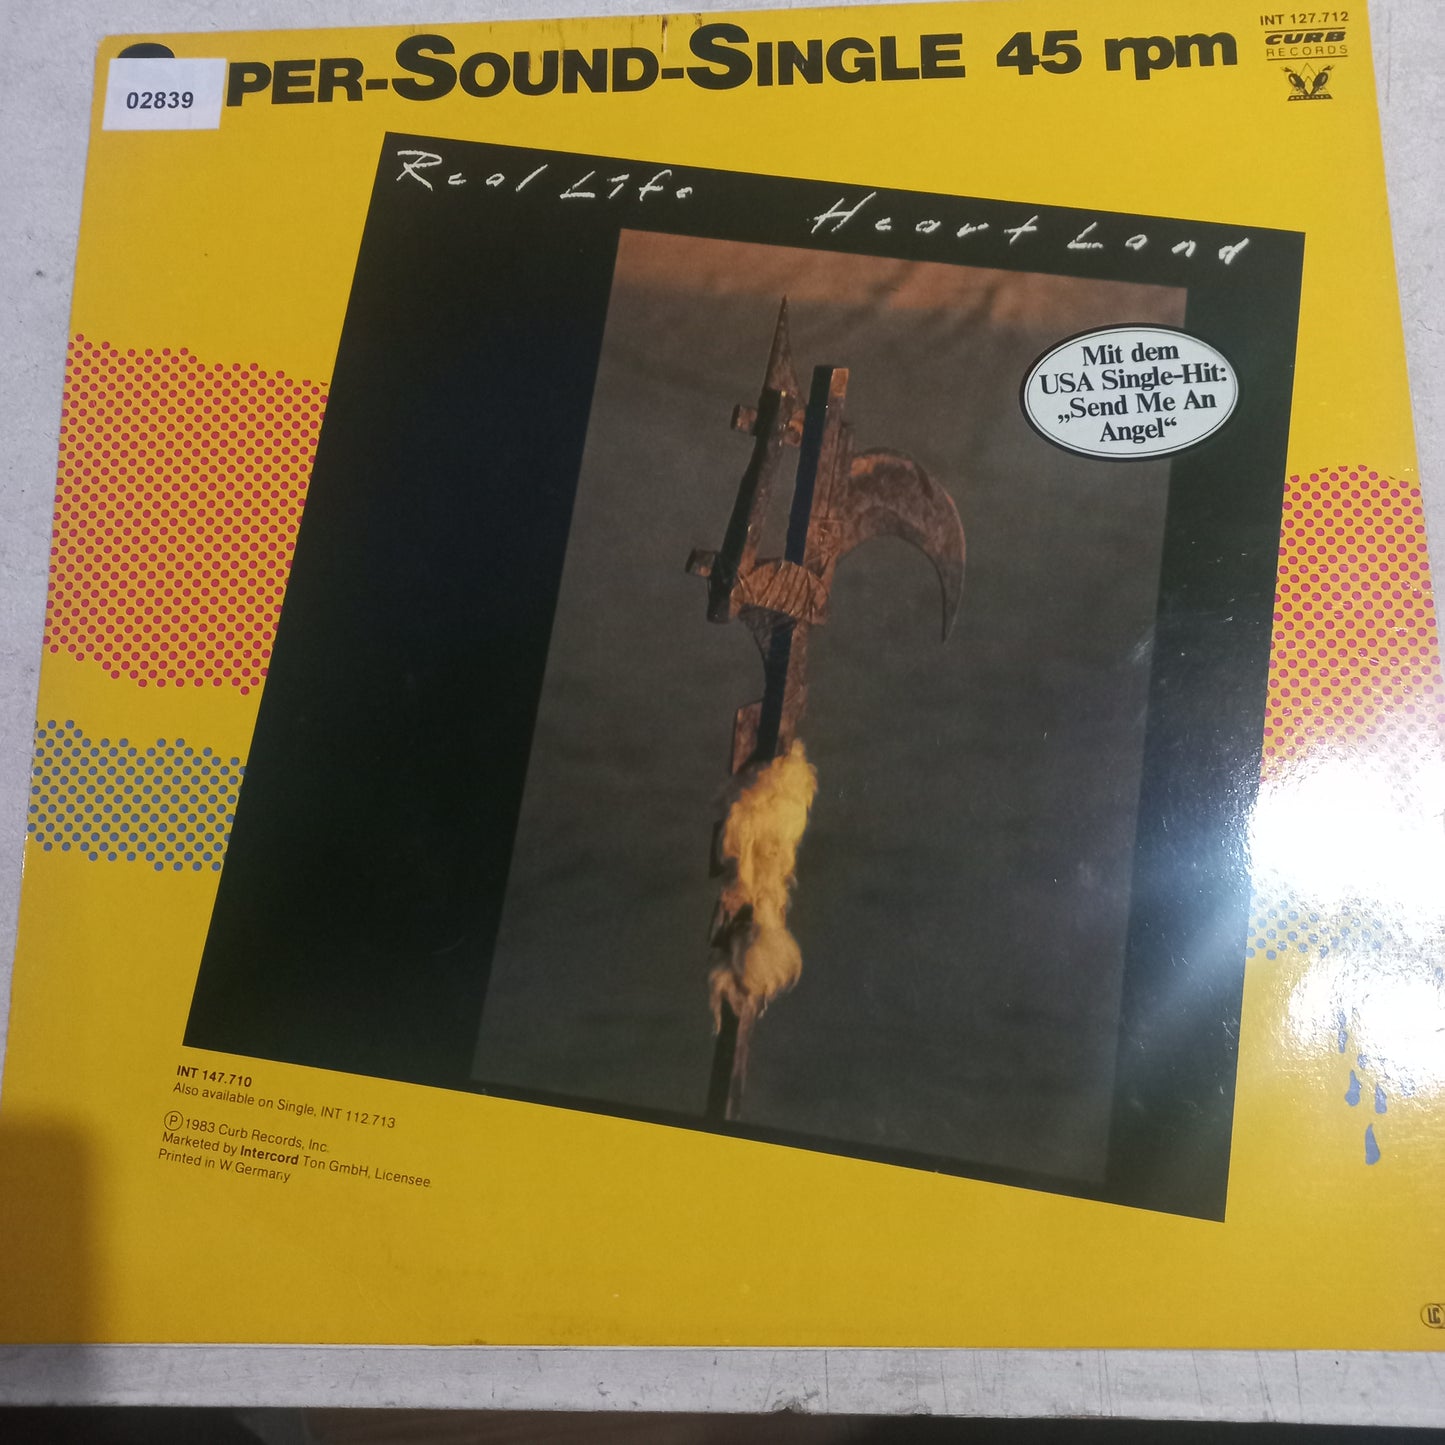 INT 127.712
CURB
RECORDS
PER-SOUND-SINGLE 45 rpm
02839
Real Life Heart Land
Mit dem
USA Single-Hit:
„Send Me An
Angel“
INT 147.710
Also available on Single, INT 112.713
Ⓟ 1983 Curb Records, Inc.
Marketed by Intercord Ton GmbH, Licensee
Printed in W. Germany
LC